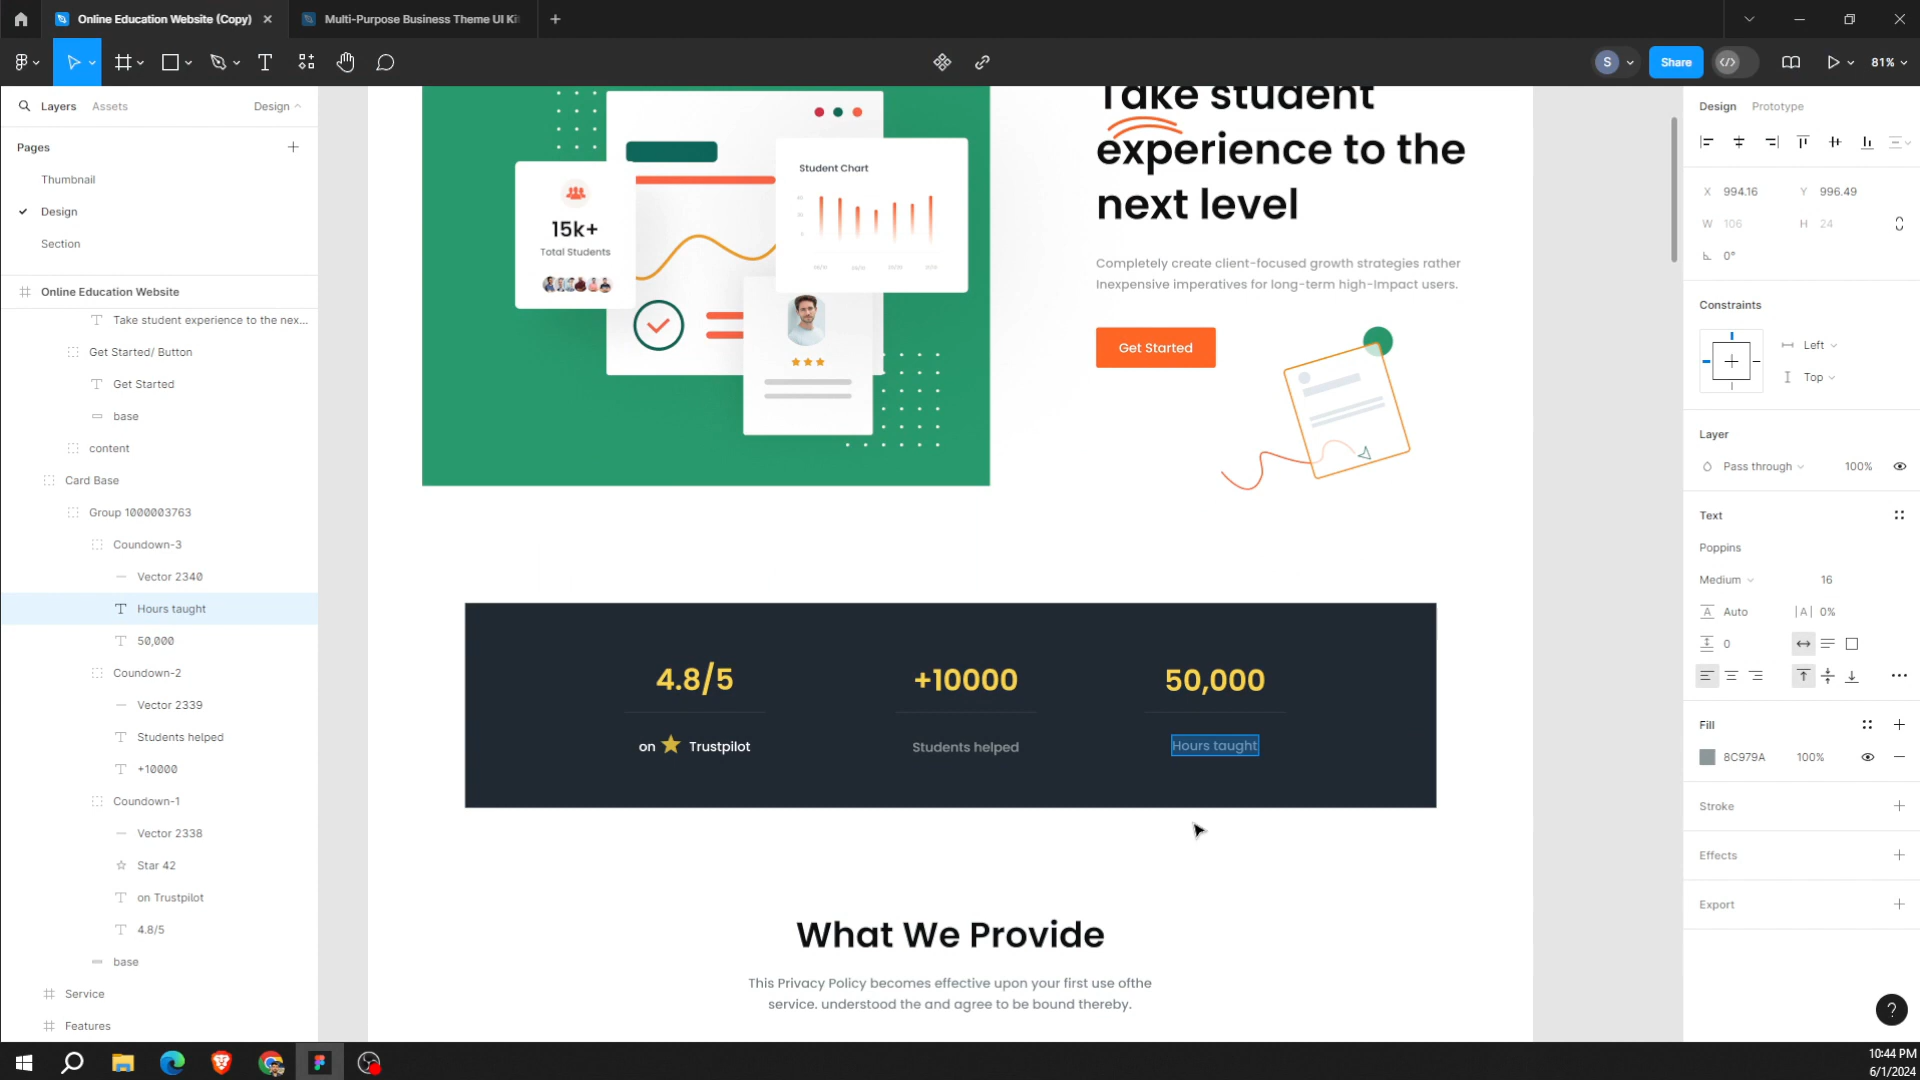 Online Education Website (Copy)
Multi-Purpose Business Theme UI Ki
S
Share
81%
Layers
Assets
Design
Pages
Thumbnail
Design
Section
Online Education Website
Take student experience to the nex...
Get Started/ Button
Get Started
base
content
Card Base
Group 1000003763
Coundown-3
Vector 2340
Hours taught
50,000
Coundown-2
Vector 2339
Students helped
+10000
Coundown-1
Vector 2338
Star 42
on Trustpilot
4.8/5
base
Service
Features
15k+
Total Students
Student Chart
Take student
experience to the
next level
Completely create client-focused growth strategies rather
Inexpensive imperatives for long-term high-Impact users.
Get Started
4.8/5
on Trustpilot
+10000
Students helped
50,000
Hours taught
What We Provide
This Privacy Policy becomes effective upon your first use ofthe
service. understood the and agree to be bound thereby.
Design
Prototype
X 994.16
Y 996.49
W 106
H 24
0°
Constraints
Left
Top
Layer
Pass through
100%
Text
Poppins
Medium
16
Auto
|A| 0%
0
Fill
8C979A
100%
Stroke
Effects
Export
?
10:44 PM
6/1/2024